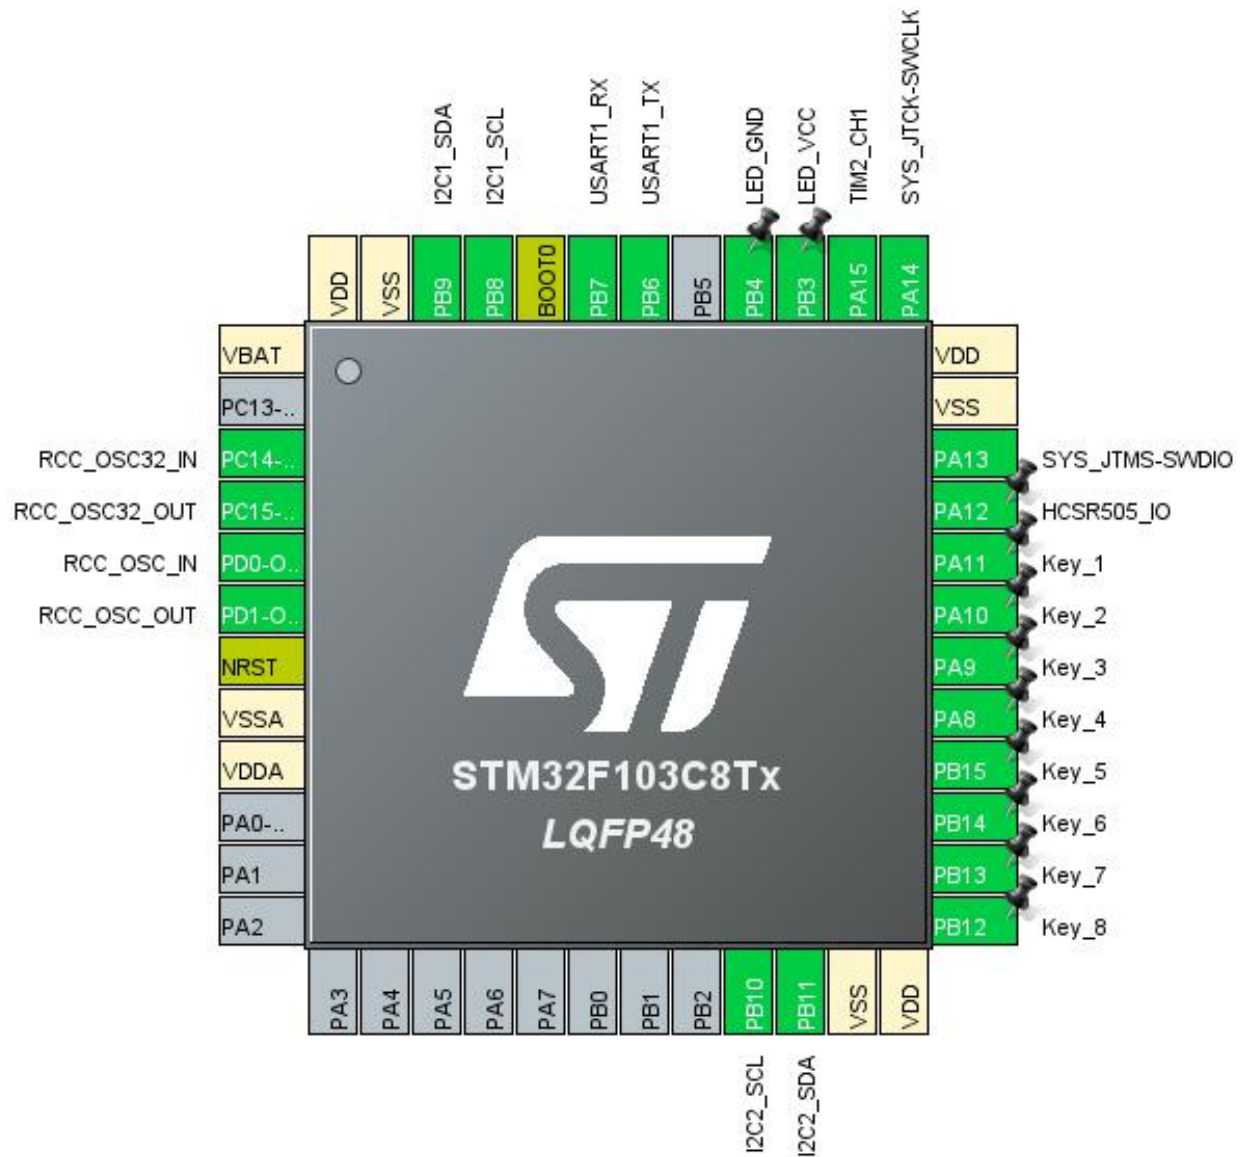 I2C1_SDA
I2C1_SCL
USART1_RX
USART1_TX
LED_GND
LED_VCC
TIM2_CH1
SYS_JTCK-SWCLK
VDD
VSS
PB9
PB8
BOOT0
PB7
PB6
PB5
PB4
PB3
PA15
PA14
VBAT
PC13-..
RCC_OSC32_IN PC14-..
RCC_OSC32_OUT PC15-..
RCC_OSC_IN PD0-O..
RCC_OSC_OUT PD1-O..
NRST
VSSA
VDDA
PA0-..
PA1
PA2
ST
STM32F103C8Tx
LQFP48
VDD
VSS
PA13 SYS_JTMS-SWDIO
PA12 HCSR505_IO
PA11 Key_1
PA10 Key_2
PA9 Key_3
PA8 Key_4
PB15 Key_5
PB14 Key_6
PB13 Key_7
PB12 Key_8
PA3
PA4
PA5
PA6
PA7
PB0
PB1
PB2
PB10
PB11
VSS
VDD
I2C2_SCL
I2C2_SDA